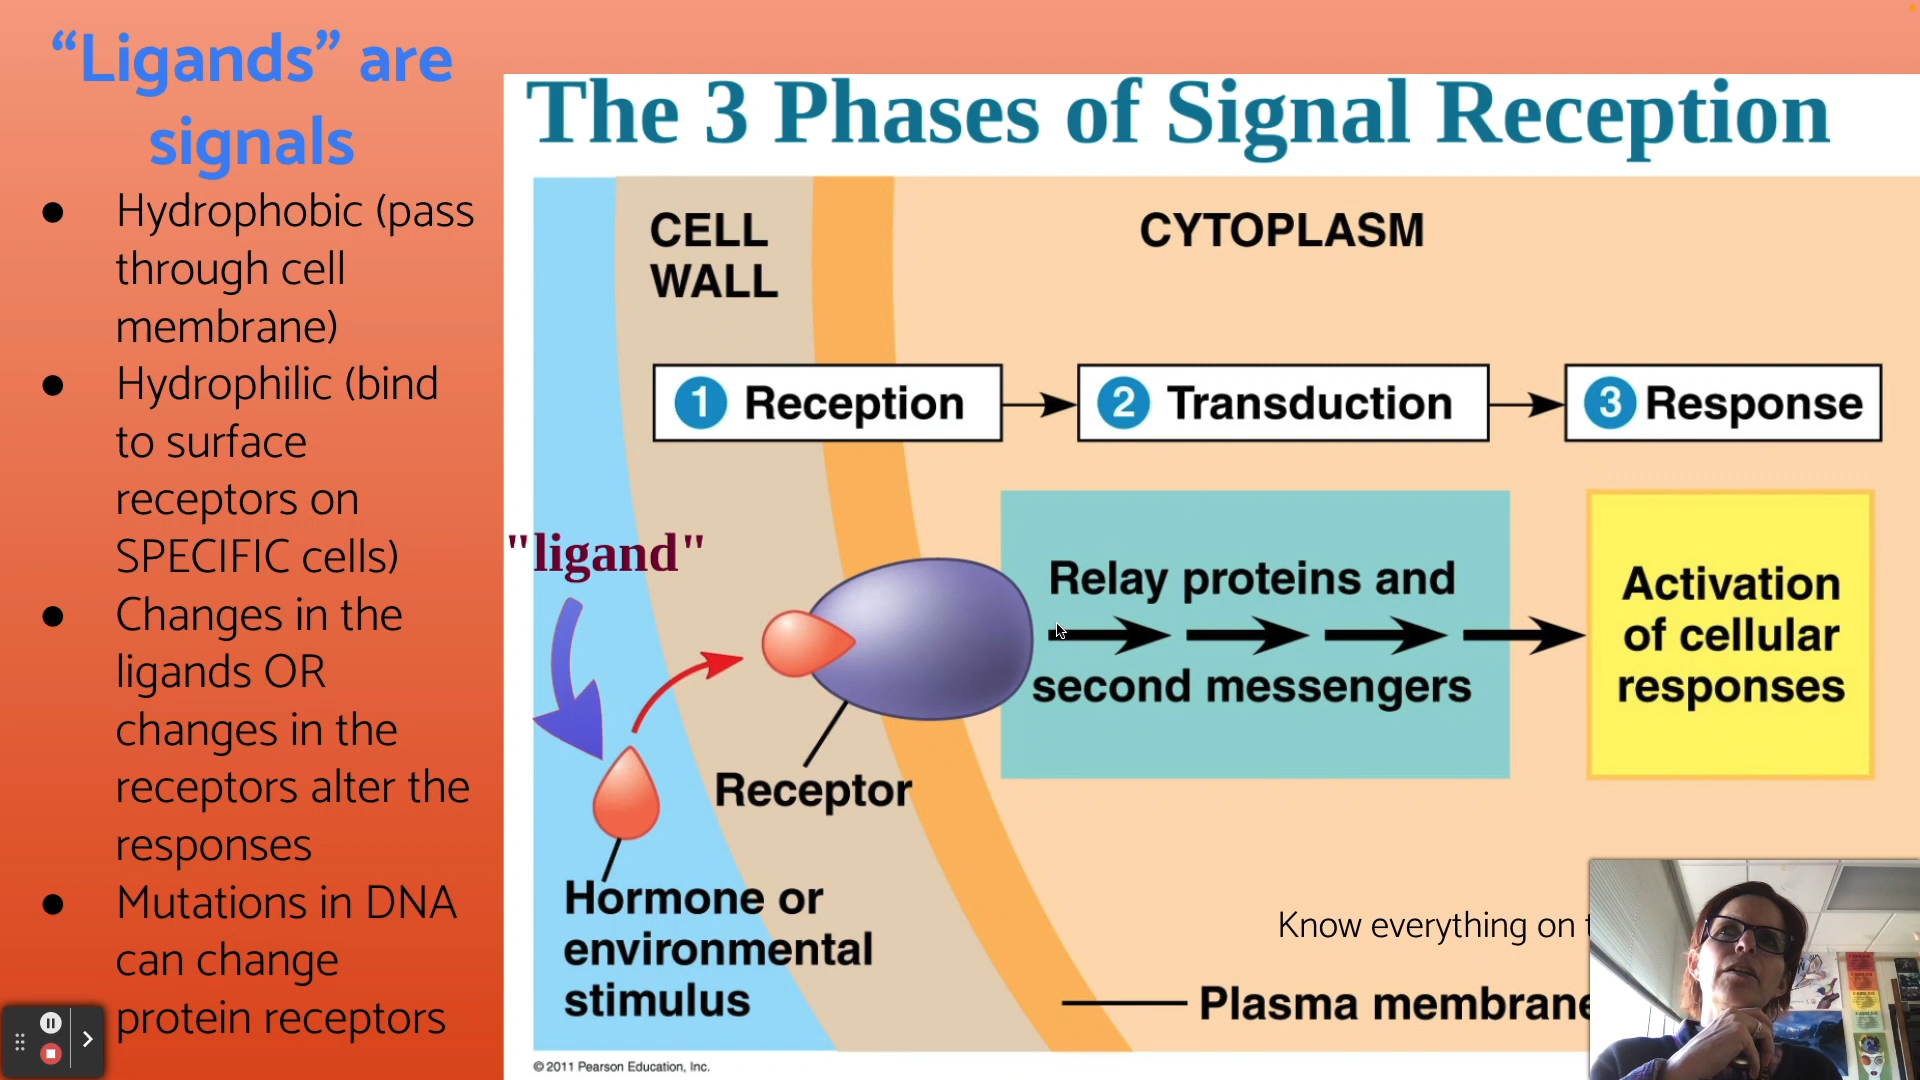 “Ligands” are
signals
● Hydrophobic (pass
through cell
membrane)
● Hydrophilic (bind
to surface
receptors on
SPECIFIC cells)
● Changes in the
ligands OR
changes in the
receptors alter the
responses
● Mutations in DNA
can change
protein receptors
The 3 Phases of Signal Reception
CELL
WALL
CYTOPLASM
1 Reception
2 Transduction
3 Response
"ligand"
Relay proteins and
second messengers
Activation
of cellular
responses
Receptor
Hormone or
environmental
stimulus
Know everything on
Plasma membrane
© 2011 Pearson Education, Inc.